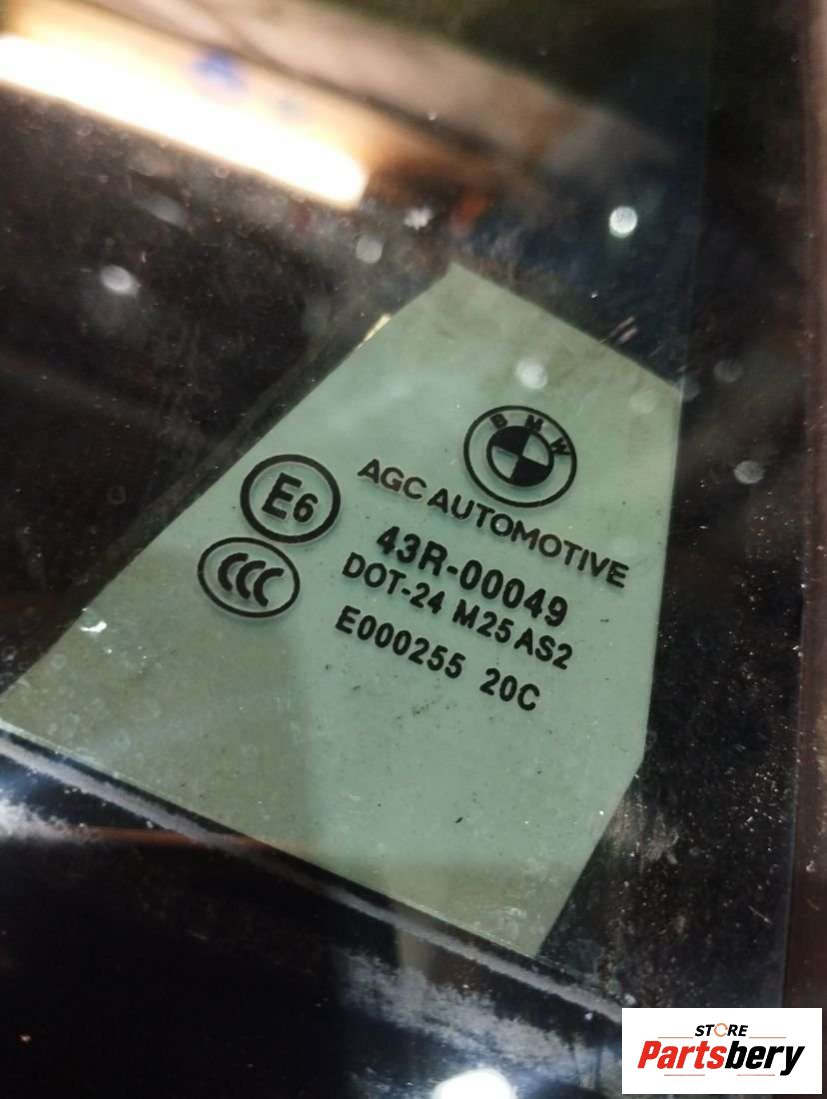 BMW
AGC AUTOMOTIVE
E6
43R-00049
CCC
DOT-24 M25 AS2
E000255 20C
STORE
Partsbery